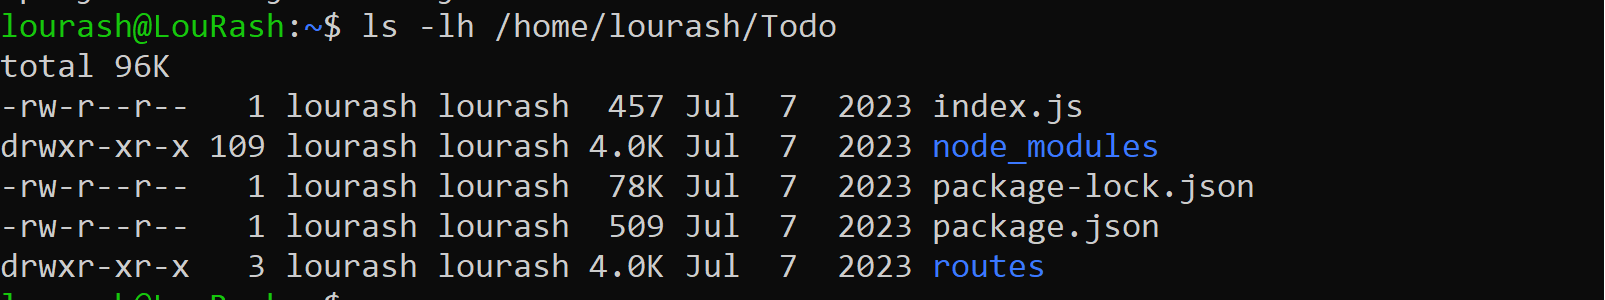 lourash@LouRash:~$ ls -lh /home/lourash/Todo
total 96K
-rw-r--r--   1 lourash lourash  457 Jul  7  2023 index.js
drwxr-xr-x 109 lourash lourash 4.0K Jul  7  2023 node_modules
-rw-r--r--   1 lourash lourash  78K Jul  7  2023 package-lock.json
-rw-r--r--   1 lourash lourash  509 Jul  7  2023 package.json
drwxr-xr-x   3 lourash lourash 4.0K Jul  7  2023 routes